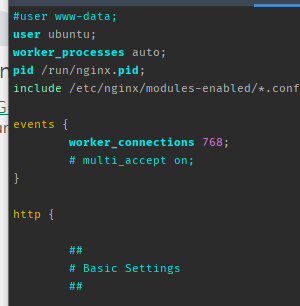 #user www-data;
user ubuntu;
worker_processes auto;
pid /run/nginx.pid;
include /etc/nginx/modules-enabled/*.conf
events {
worker_connections 768;
# multi_accept on;
}
http {
##
# Basic Settings
##